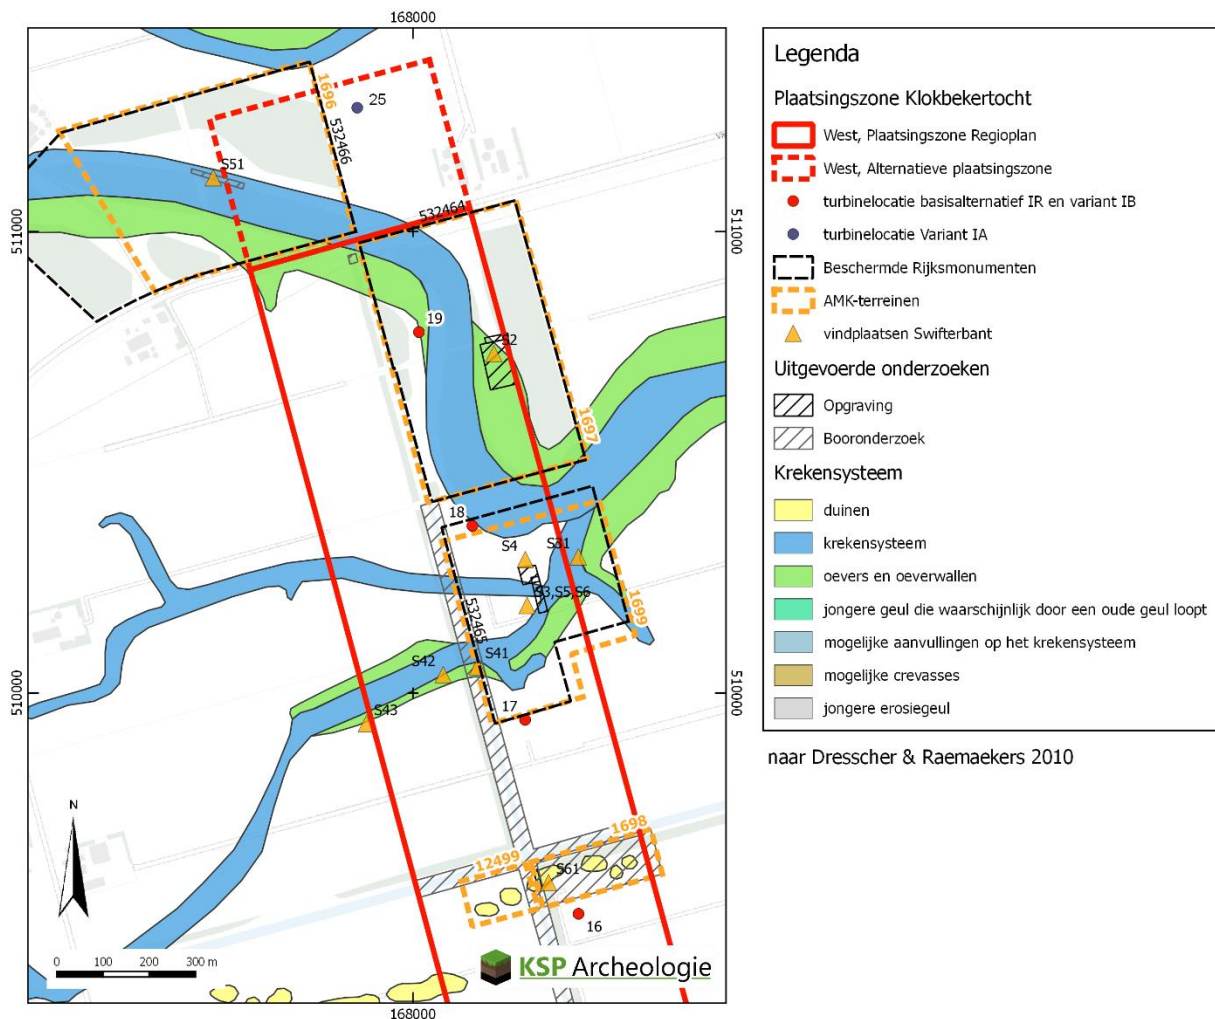 168000
1696
25
532466
S51
532464
511000
511000
19
S2
1697
18
S4
S31
S3,S5,S6
532465
1699
S42
S41
S43
17
510000
510000
N
1698
12499
S61
16
0 100 200 300 m
KSP Archeologie
168000
Legenda
Plaatsingszone Klokbekertocht
West, Plaatsingszone Regioplan
West, Alternatieve plaatsingszone
turbinelocatie basisalternatief IR en variant IB
turbinelocatie Variant IA
Beschermde Rijksmonumenten
AMK-terreinen
vindplaatsen Swifterbant
Uitgevoerde onderzoeken
Opgraving
Booronderzoek
Krekensysteem
duinen
krekensysteem
oevers en oeverwallen
jongere geul die waarschijnlijk door een oude geul loopt
mogelijke aanvullingen op het krekensysteem
mogelijke crevasses
jongere erosiegeul
naar Dresscher & Raemaekers 2010